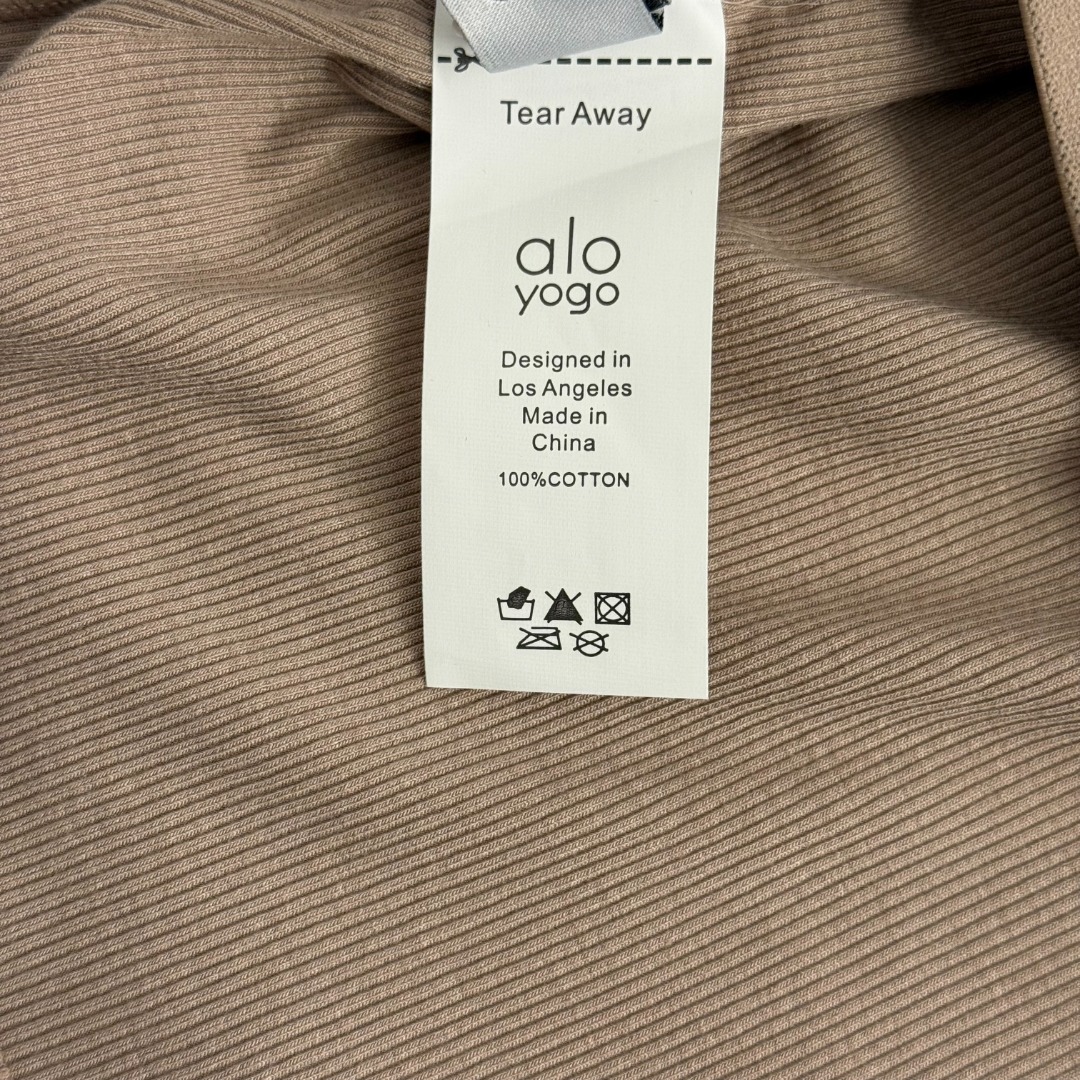 Tear Away
alo
yogo
Designed in
Los Angeles
Made in
China
100%COTTON